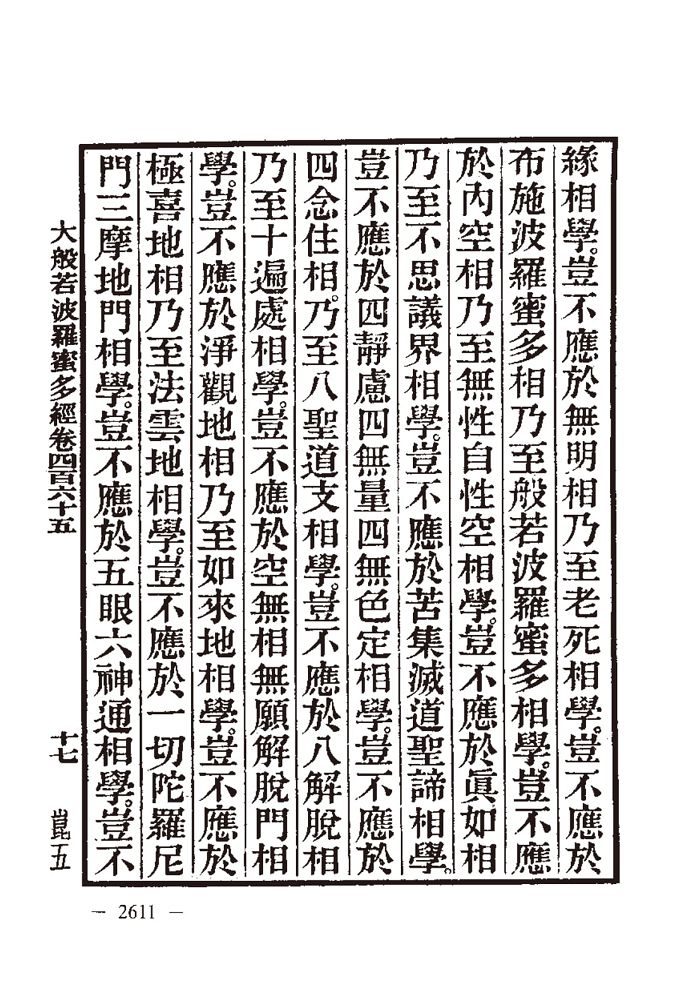 緣相學。豈不應於無明相乃至老死相學。豈不應於
布施波羅蜜多相乃至般若波羅蜜多相學。豈不應
於內空相乃至無性自性空相學。豈不應於眞如相
乃至不思議界相學。豈不應於苦集滅道聖諦相學。
豈不應於四靜慮四無量四無色定相學。豈不應於
四念住相。乃至八聖道支相學。豈不應於八解脫相
乃至十遍處相學。豈不應於空無相無願解脫門相
學。豈不應於淨觀地相乃至如來地相學。豈不應於
極喜地相乃至法雲地相學。豈不應於一切陀羅尼
門三摩地門相學。豈不應於五眼六神通相學。豈不
大般若波羅蜜多經卷四百六十五 十七 崑五
— 2611 —